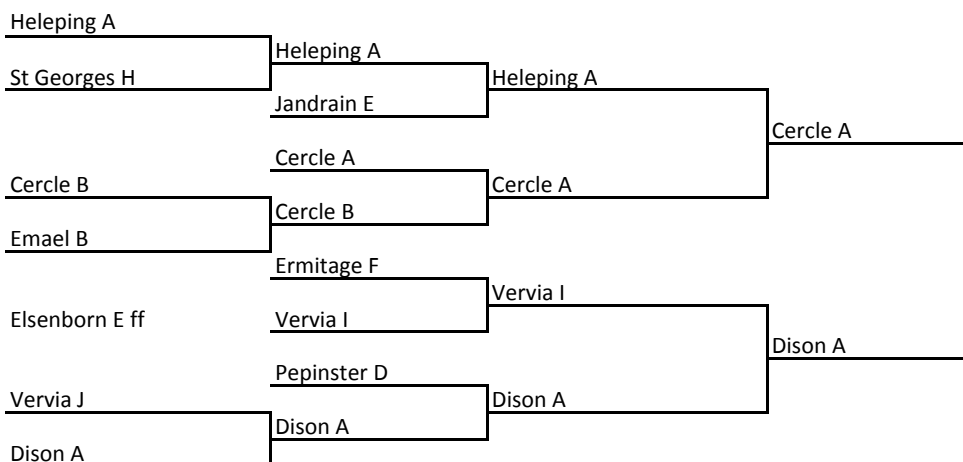 Heleping A
Heleping A
St Georges H
Heleping A
Jandrain E
Cercle A
Cercle A
Cercle B
Cercle A
Cercle B
Emael B
Ermitage F
Vervia I
Elsenborn E ff
Vervia I
Dison A
Pepinster D
Vervia J
Dison A
Dison A
Dison A